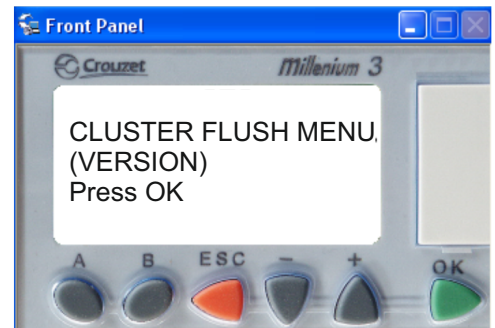 Front Panel
Crouzet
Millenium 3
CLUSTER FLUSH MENU
(VERSION)
Press OK
A B ESC - + OK